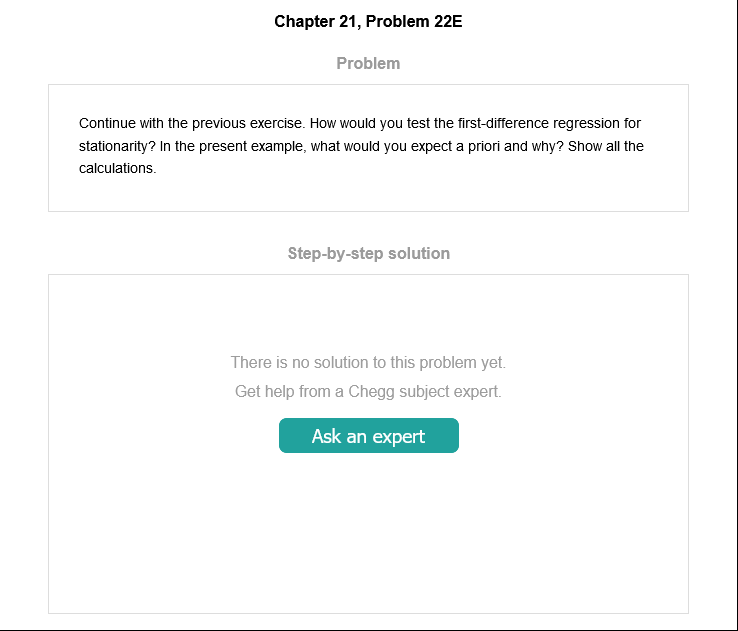 Chapter 21, Problem 22E
Problem
Continue with the previous exercise. How would you test the first-difference regression for
stationarity? In the present example, what would you expect a priori and why? Show all the
calculations.
Step-by-step solution
There is no solution to this problem yet.
Get help from a Chegg subject expert.
Ask an expert